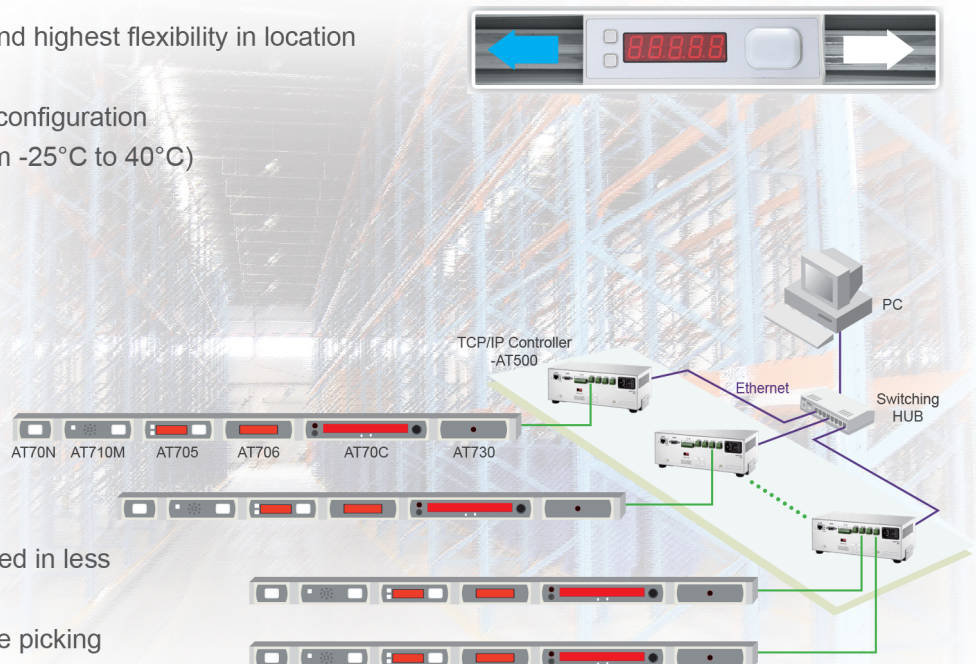 nd highest flexibility in location
configuration
-25°C to 40°C)
88888
PC
TCP/IP Controller
-AT500
Ethernet
Switching
HUB
AT70N AT710M AT705 AT706 AT70C AT730
ed in less
e picking